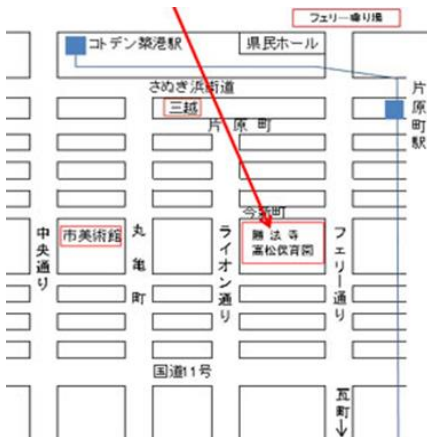 フェリー乗り場
コトデン築港駅
県民ホール
さぬき浜街道
三越
片原町
片原町駅
今新町
中央通り
市美術館
丸亀町
ライオン通り
勝法寺
高松保育園
フェリー通り
国道11号
瓦町↓